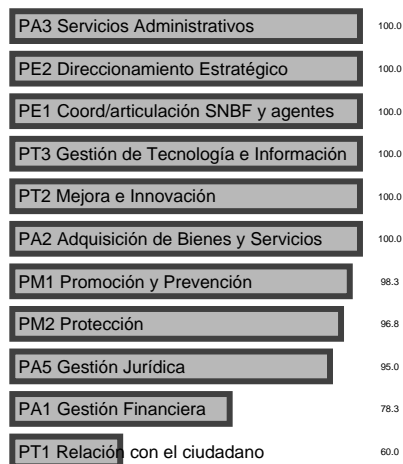 PA3 Servicios Administrativos 100.0
PE2 Direccionamiento Estratégico 100.0
PE1 Coord/articulación SNBF y agentes 100.0
PT3 Gestión de Tecnología e Información 100.0
PT2 Mejora e Innovación 100.0
PA2 Adquisición de Bienes y Servicios 100.0
PM1 Promoción y Prevención 98.3
PM2 Protección 96.8
PA5 Gestión Jurídica 95.0
PA1 Gestión Financiera 78.3
PT1 Relación con el ciudadano 60.0